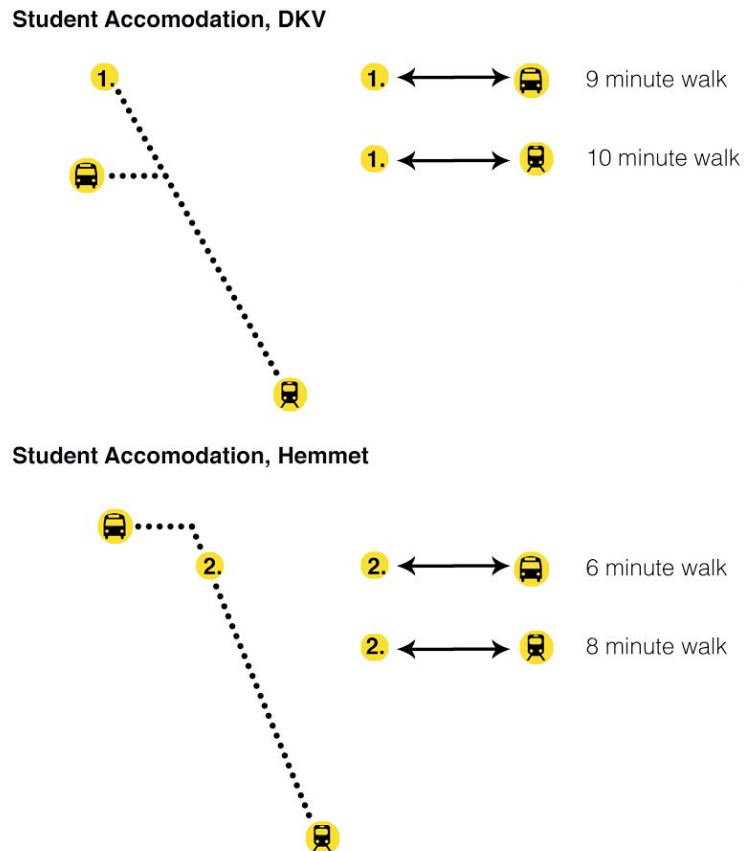 Student Accomodation, DKV
1.
1.
9 minute walk
1.
10 minute walk
Student Accomodation, Hemmet
2.
2.
6 minute walk
2.
8 minute walk